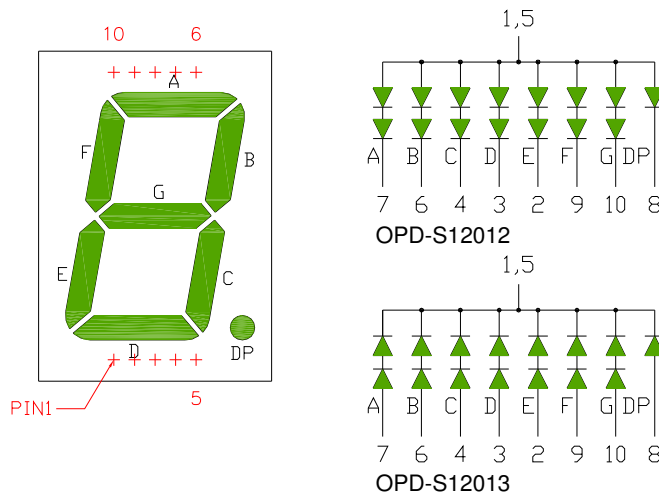 10 6
A
F
B
G
E
C
D
DP
PIN1
5
1,5
A B C D E F G DP
7 6 4 3 2 9 10 8
OPD-S12012
1,5
A B C D E F G DP
7 6 4 3 2 9 10 8
OPD-S12013